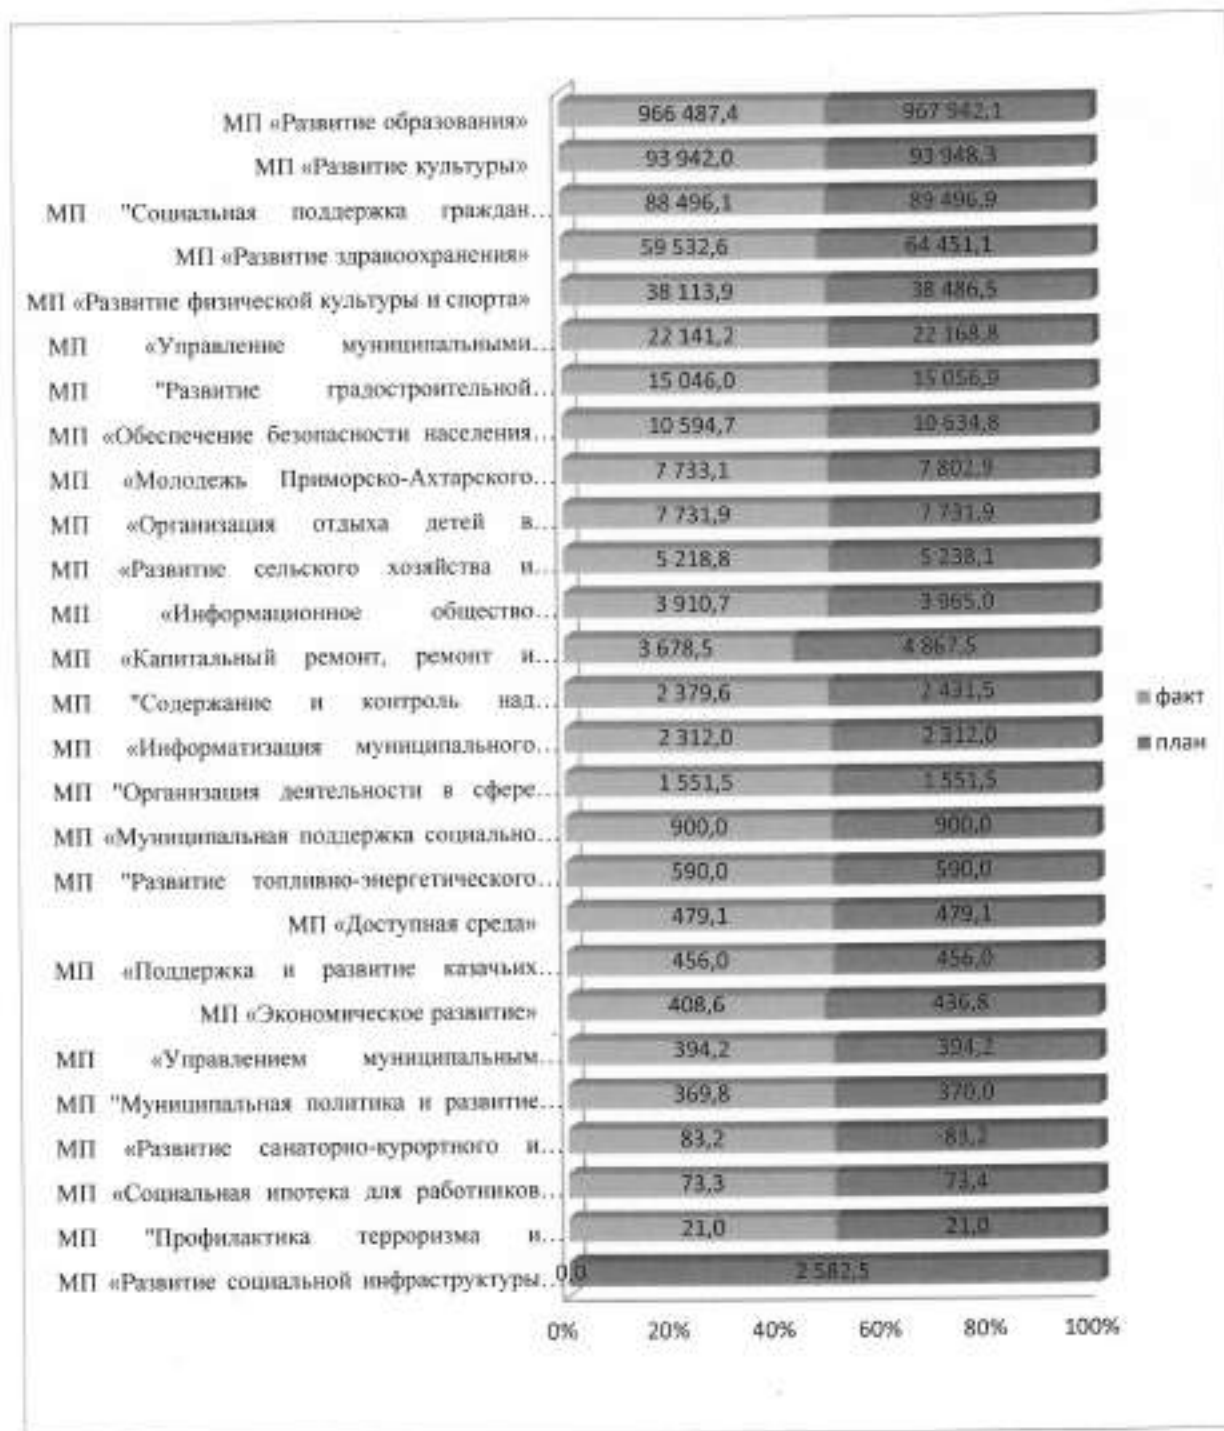 МП «Развитие образования» 966 487,4 967 942,1
МП «Развитие культуры» 93 942,0 93 948,3
МП "Социальная поддержка граждан... 88 496,1 89 496,9
МП «Развитие здравоохранения» 59 532,6 64 451,1
МП «Развитие физической культуры и спорта» 38 113,9 38 486,5
МП «Управление муниципальными... 22 141,2 22 168,8
МП "Развитие градостроительной... 15 046,0 15 056,9
МП «Обеспечение безопасности населения... 10 594,7 10 634,8
МП «Молодежь Приморско-Ахтарского... 7 733,1 7 802,9
МП «Организация отдыха детей в... 7 731,9 7 731,9
МП «Развитие сельского хозяйства и... 5 218,8 5 238,1
МП «Информационное общество... 3 910,7 3 965,0
МП «Капитальный ремонт, ремонт и... 3 678,5 4 867,5
МП "Содержание и контроль над... 2 379,6 2 431,5
факт
МП «Информатизация муниципального... 2 312,0 2 312,0
план
МП "Организация деятельности в сфере... 1 551,5 1 551,5
МП «Муниципальная поддержка социально... 900,0 900,0
МП "Развитие топливно-энергетического... 590,0 590,0
МП «Доступная среда» 479,1 479,1
МП «Поддержка и развитие казачьих... 456,0 456,0
МП «Экономическое развитие» 408,6 436,8
МП «Управлением муниципальным... 394,2 394,2
МП "Муниципальная политика и развитие... 369,8 370,0
МП «Развитие санаторно-курортного и... 83,2 83,2
МП «Социальная ипотека для работников... 73,3 73,4
МП "Профилактика терроризма и... 21,0 21,0
МП «Развитие социальной инфраструктуры... 0,0 2 582,5
0% 20% 40% 60% 80% 100%